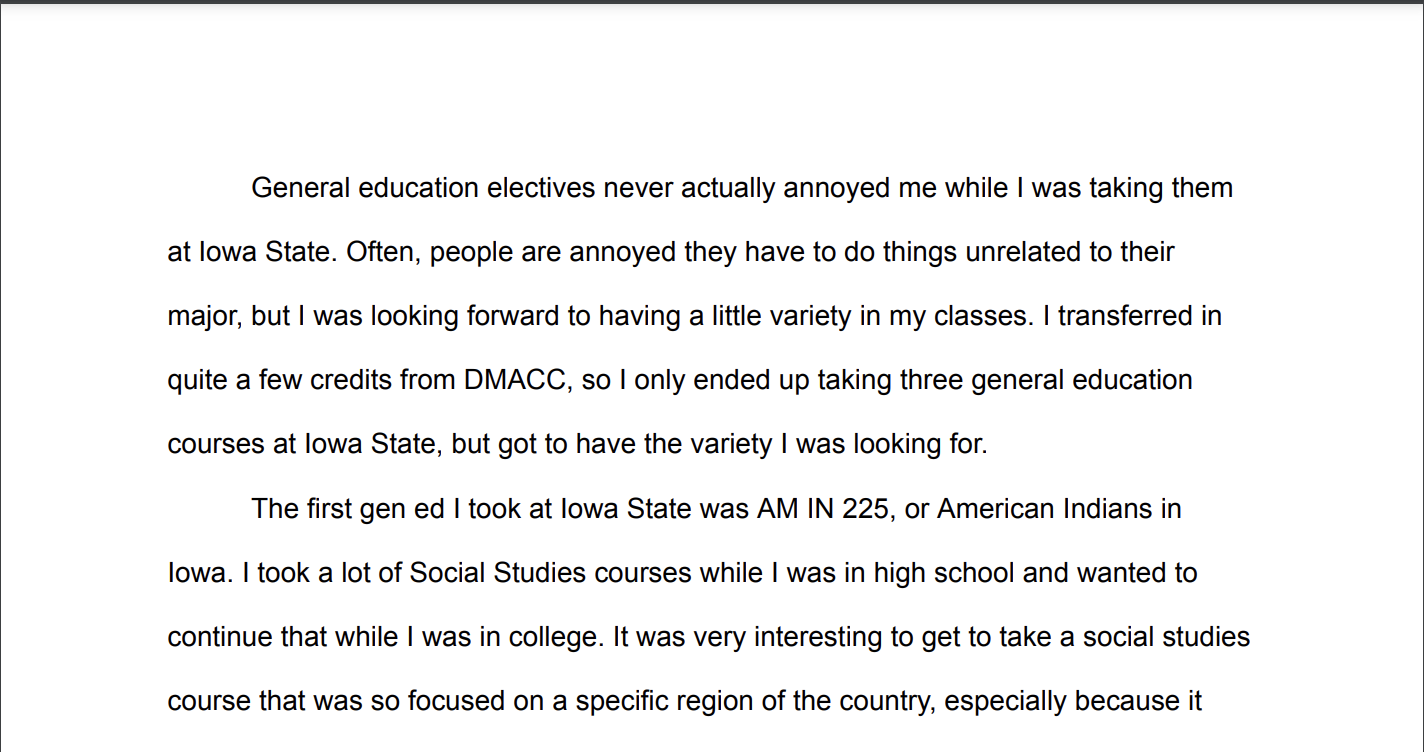 General education electives never actually annoyed me while I was taking them
at Iowa State. Often, people are annoyed they have to do things unrelated to their
major, but I was looking forward to having a little variety in my classes. I transferred in
quite a few credits from DMACC, so I only ended up taking three general education
courses at Iowa State, but got to have the variety I was looking for.
The first gen ed I took at Iowa State was AM IN 225, or American Indians in
Iowa. I took a lot of Social Studies courses while I was in high school and wanted to
continue that while I was in college. It was very interesting to get to take a social studies
course that was so focused on a specific region of the country, especially because it